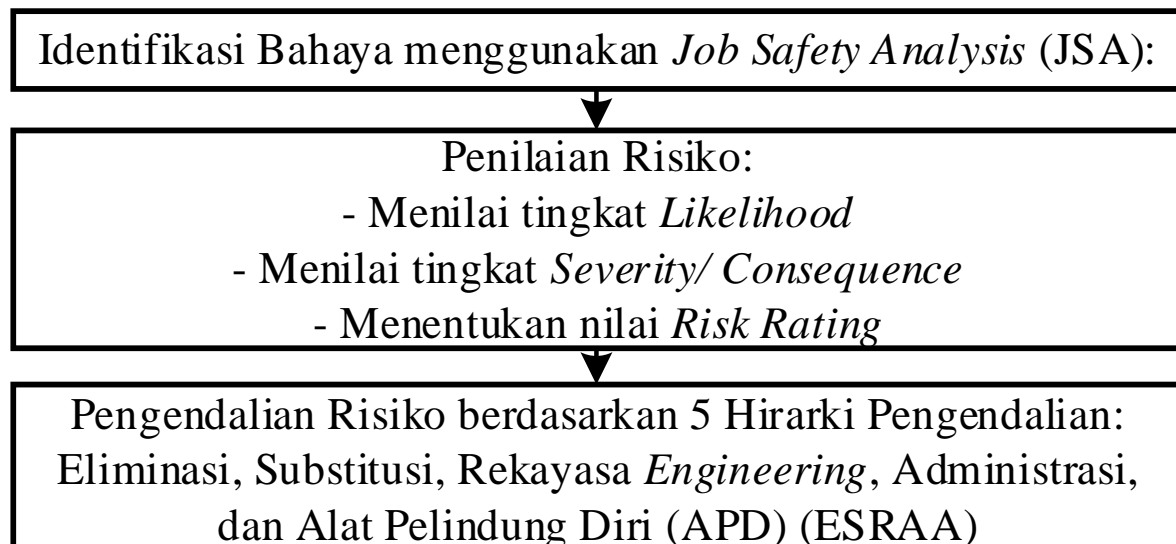 Identifikasi Bahaya menggunakan Job Safety Analysis (JSA):
Penilaian Risiko:
- Menilai tingkat Likelihood
- Menilai tingkat Severity/ Consequence
- Menentukan nilai Risk Rating
Pengendalian Risiko berdasarkan 5 Hirarki Pengendalian:
Eliminasi, Substitusi, Rekayasa Engineering, Administrasi,
dan Alat Pelindung Diri (APD) (ESRAA)